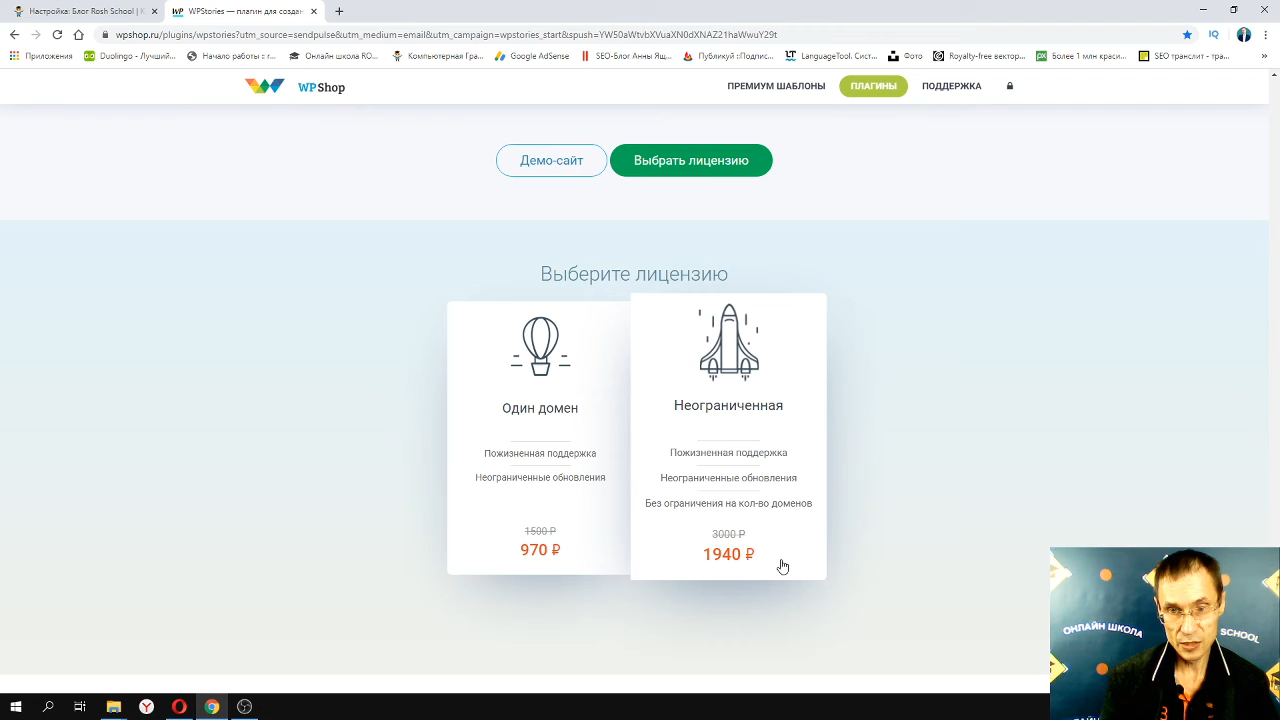 Настройка: Блог Rosh School | К
WPStories — плагин для создан
wpshop.ru/plugins/wpstories?utm_source=sendpulse&utm_medium=email&utm_campaign=wpstories_start&spush=YW50aWtvbXVuaXN0dXNAZ21haWwuY29t
IQ
Приложения
Duolingo - Лучший...
Начало работы – r...
Онлайн школа RO...
Компьютерная Гра...
Google AdSense
SEO-Блог Анны Ящ...
Публикуй :Подпис...
LanguageTool. Сис...
Фото
Royalty-free vector...
Более 1 млн краси...
SEO транслит - тра...
WPShop
ПРЕМИУМ ШАБЛОНЫ
ПЛАГИНЫ
ПОДДЕРЖКА
Демо-сайт
Выбрать лицензию
Выберите лицензию
Один домен
Пожизненная поддержка
Неограниченные обновления
1500 Р
970 ₽
Неограниченная
Пожизненная поддержка
Неограниченные обновления
Без ограничения на кол-во доменов
3000 Р
1940 ₽
ОНЛАЙН ШКОЛА
SCHOOL